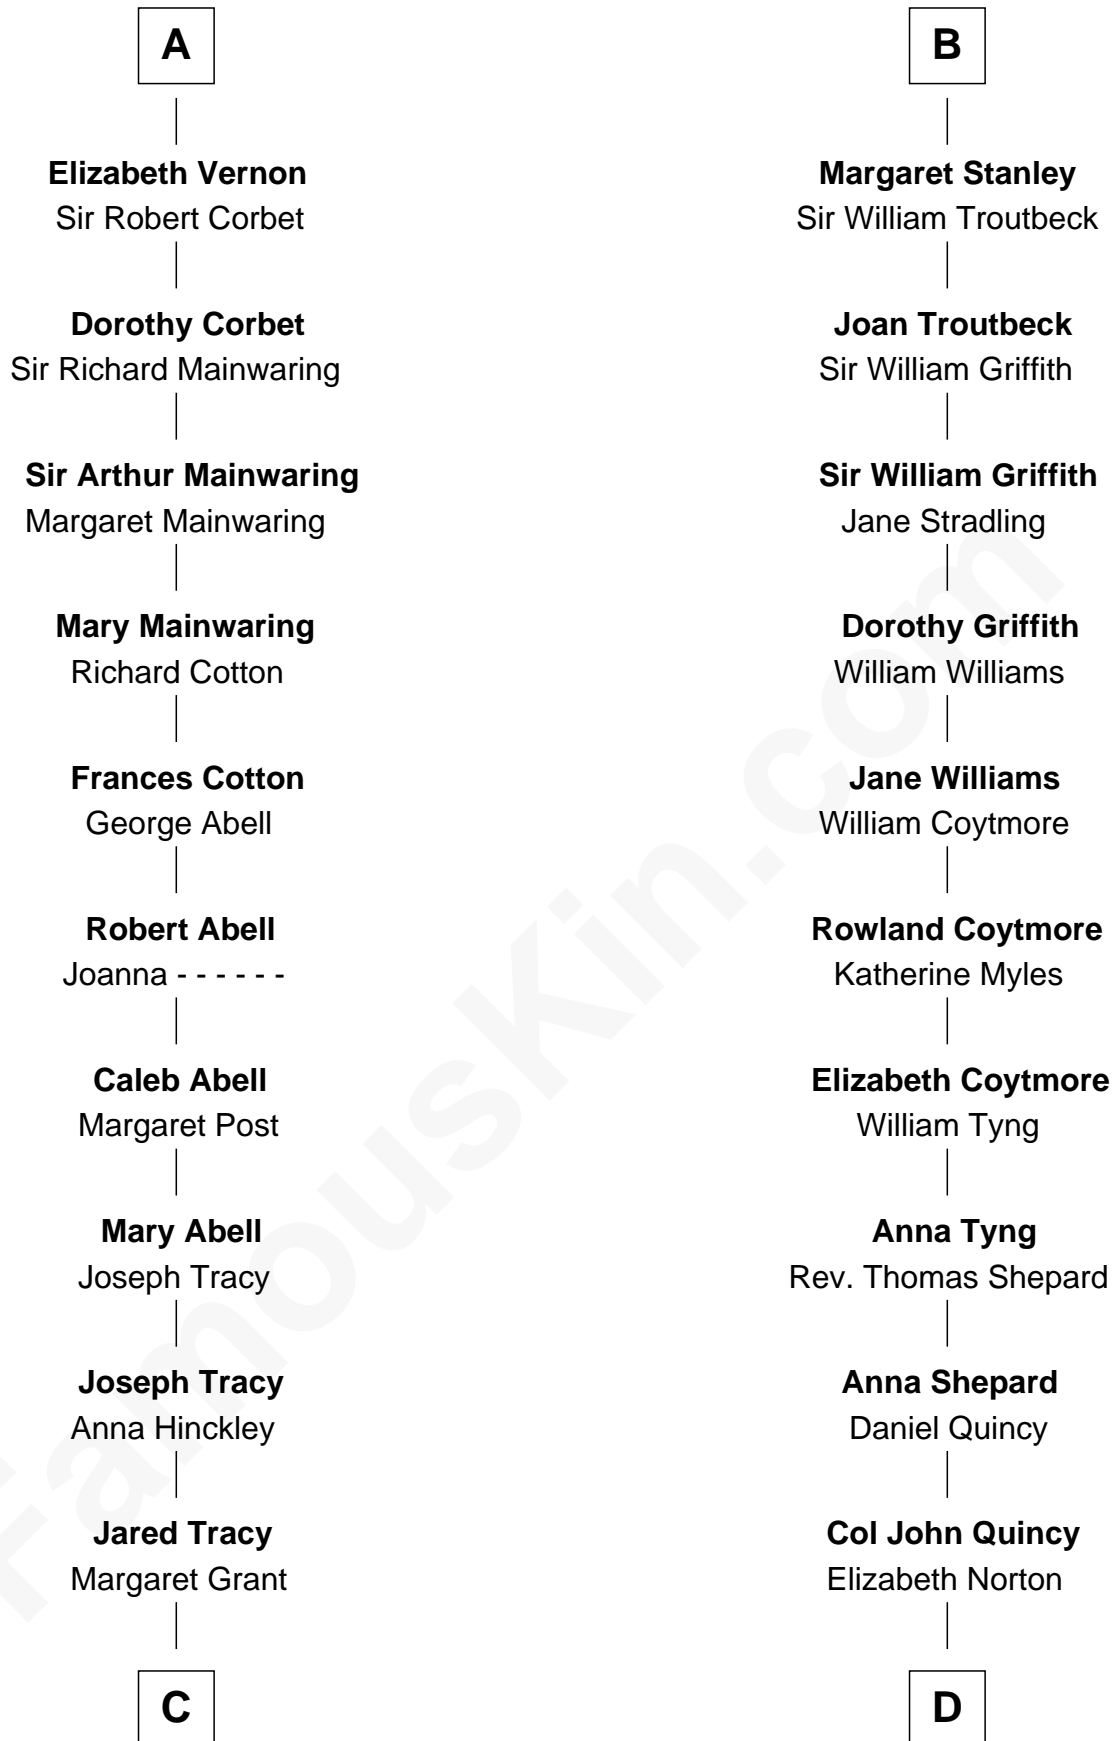 A
Elizabeth Vernon
Sir Robert Corbet
Dorothy Corbet
Sir Richard Mainwaring
Sir Arthur Mainwaring
Margaret Mainwaring
Mary Mainwaring
Richard Cotton
Frances Cotton
George Abell
Robert Abell
Joanna - - - - - -
Caleb Abell
Margaret Post
Mary Abell
Joseph Tracy
Joseph Tracy
Anna Hinckley
Jared Tracy
Margaret Grant
C
B
Margaret Stanley
Sir William Troutbeck
Joan Troutbeck
Sir William Griffith
Sir William Griffith
Jane Stradling
Dorothy Griffith
William Williams
Jane Williams
William Coytmore
Rowland Coytmore
Katherine Myles
Elizabeth Coytmore
William Tyng
Anna Tyng
Rev. Thomas Shepard
Anna Shepard
Daniel Quincy
Col John Quincy
Elizabeth Norton
D
FamousKin.com